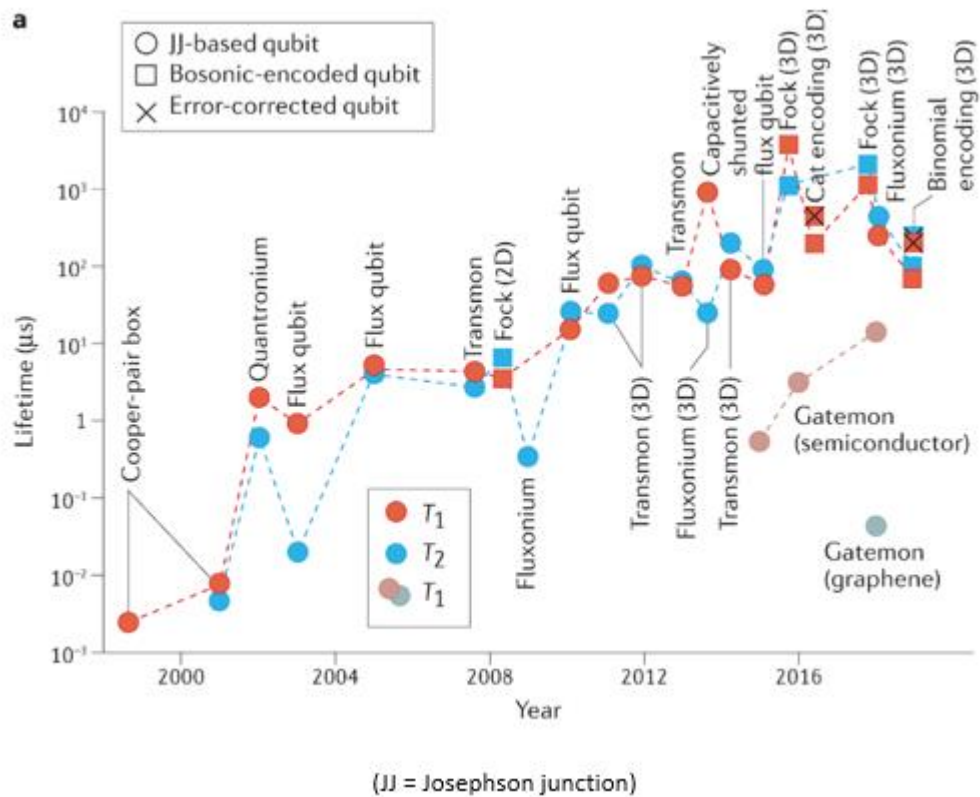 a
JJ-based qubit
Bosonic-encoded qubit
Error-corrected qubit
Lifetime (μs)
10⁴
10³
10²
10¹
1
10⁻¹
10⁻²
10⁻³
Cooper-pair box
Quantronium
Flux qubit
Flux qubit
Transmon
Fock (2D)
Fluxonium
Flux qubit
Transmon (3D)
Transmon
Fluxonium (3D)
Capacitively
shunted
flux qubit
Transmon (3D)
Fock (3D)
Cat encoding (3D)
Fock (3D)
Fluxonium (3D)
Binomial
encoding (3D)
Gatemon
(semiconductor)
Gatemon
(graphene)
T₁
T₂
T₁
2000
2004
2008
2012
2016
Year
(JJ = Josephson junction)